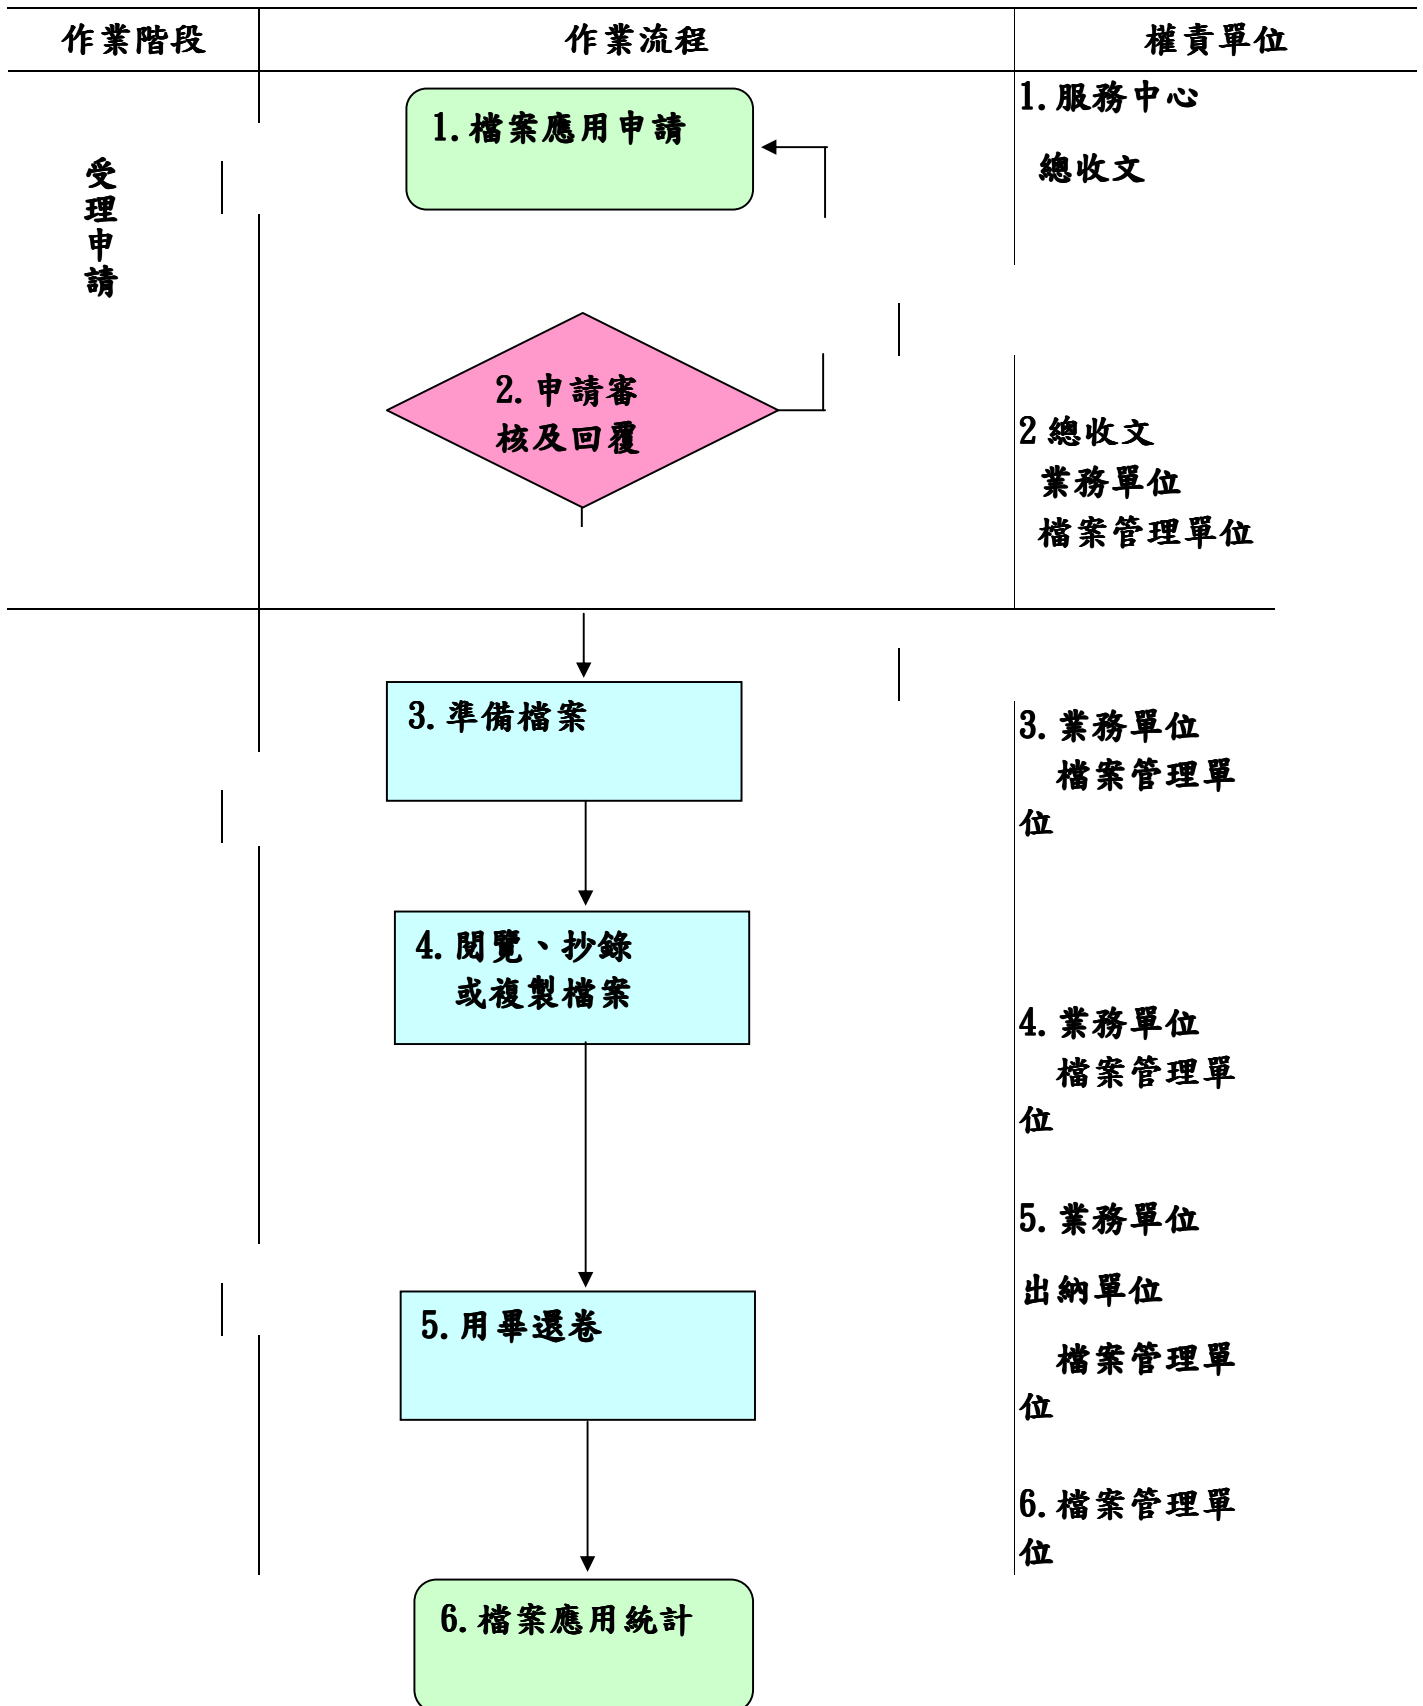 作業階段
作業流程
權責單位
受理申請
1.檔案應用申請
1.服務中心
總收文
2.申請審
核及回覆
2 總收文
業務單位
檔案管理單位
3.準備檔案
3.業務單位
檔案管理單
位
4.閱覽、抄錄
或複製檔案
4.業務單位
檔案管理單
位
5.用畢還卷
5.業務單位
出納單位
檔案管理單
位
6.檔案應用統計
6.檔案管理單
位